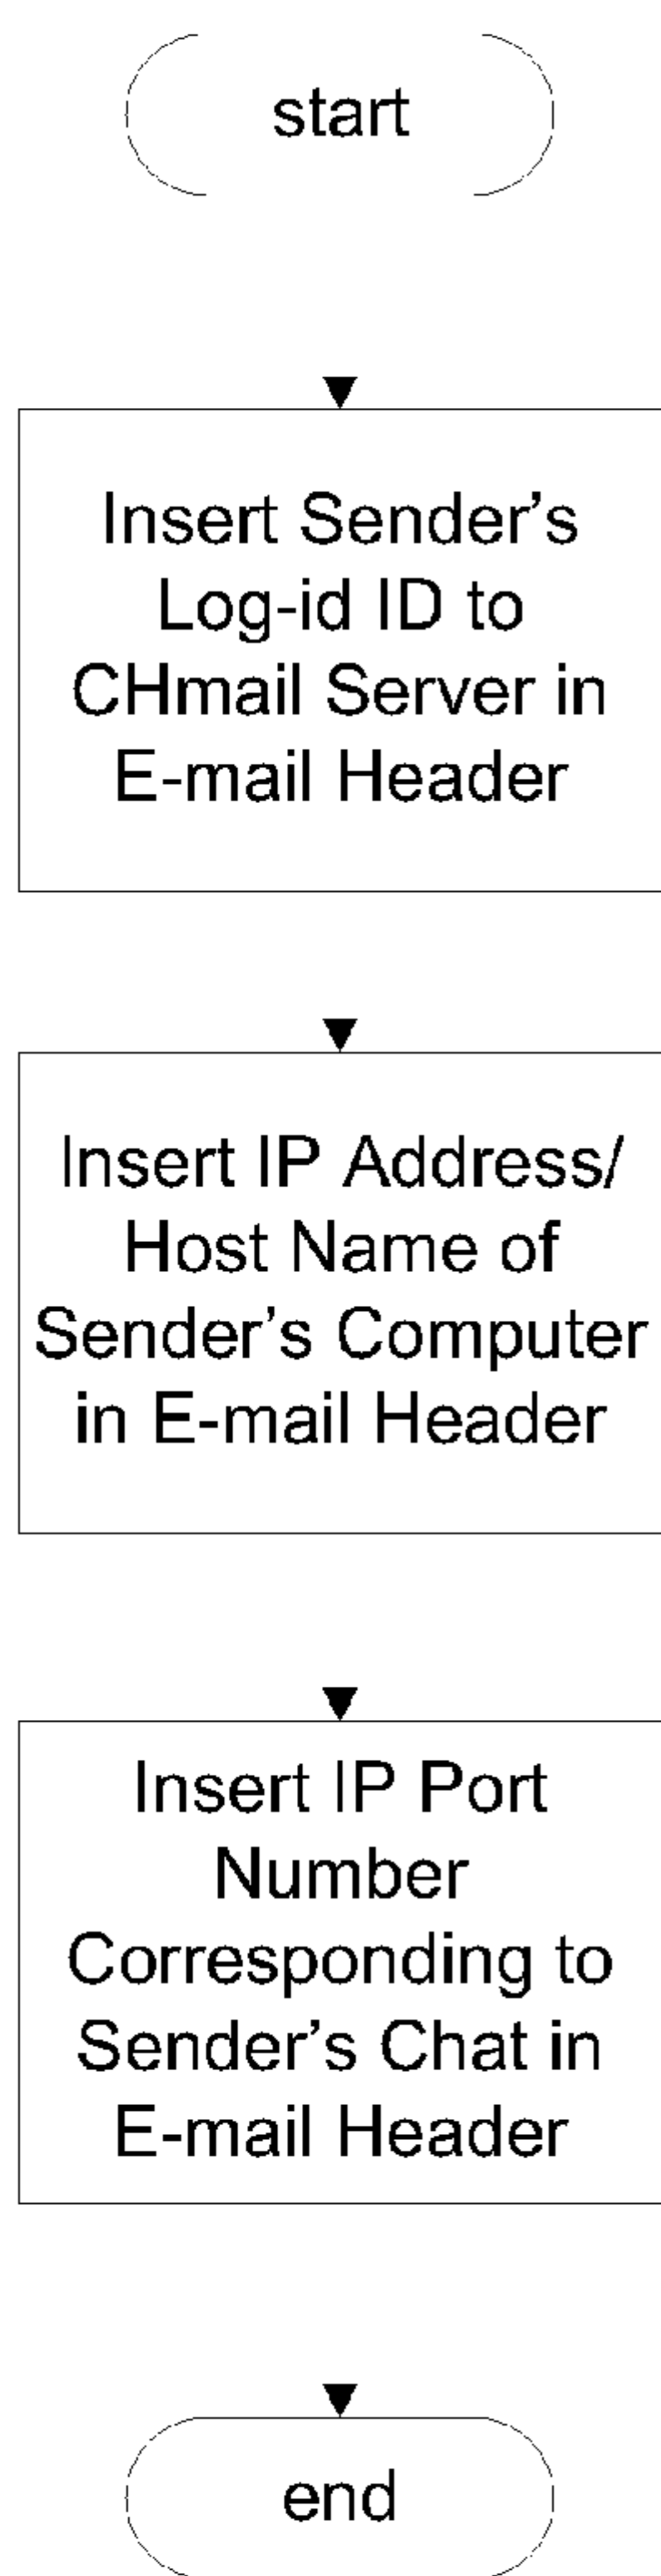 start
Insert Sender’s
Log-id ID to
CHmail Server in
E-mail Header
Insert IP Address/
Host Name of
Sender’s Computer
in E-mail Header
Insert IP Port
Number
Corresponding to
Sender’s Chat in
E-mail Header
end